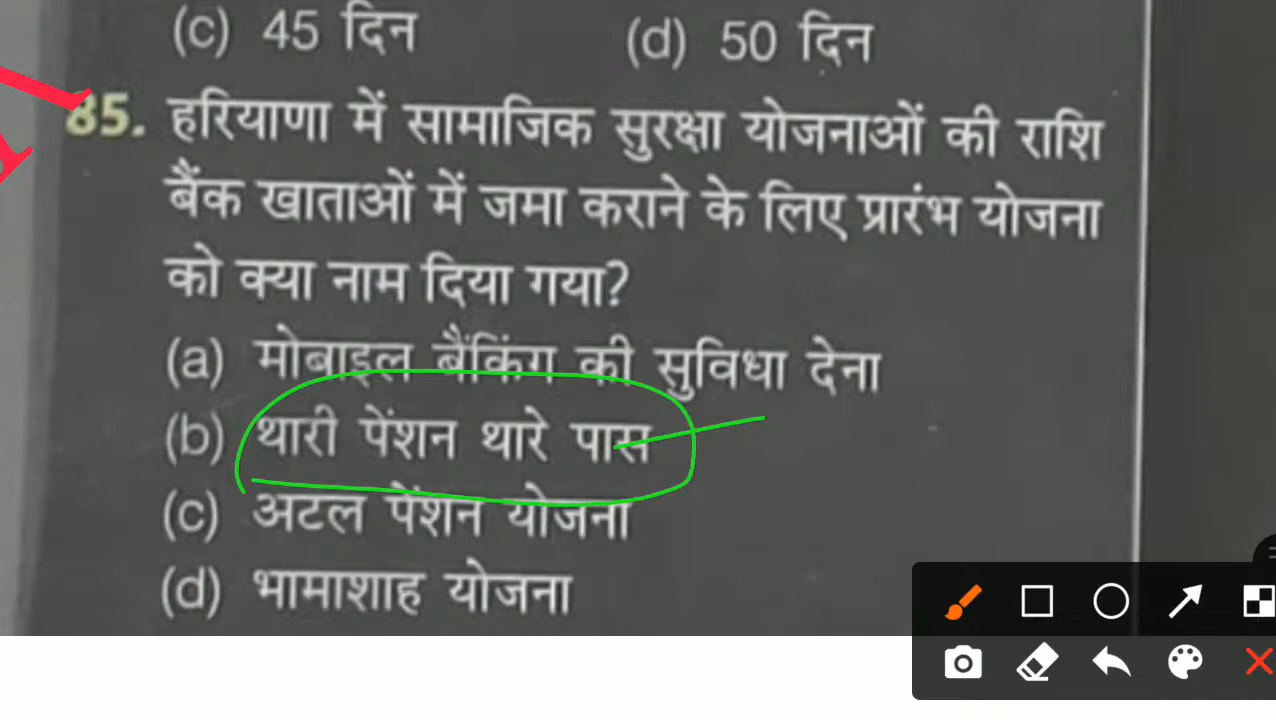 (c) 45 दिन (d) 50 दिन
85. हरियाणा में सामाजिक सुरक्षा योजनाओं की राशि
बैंक खाताओं में जमा कराने के लिए प्रारंभ योजना
को क्या नाम दिया गया?
(a) मोबाइल बैंकिंग की सुविधा देना
(b) थारी पेंशन थारे पास
(c) अटल पेंशन योजना
(d) भामाशाह योजना